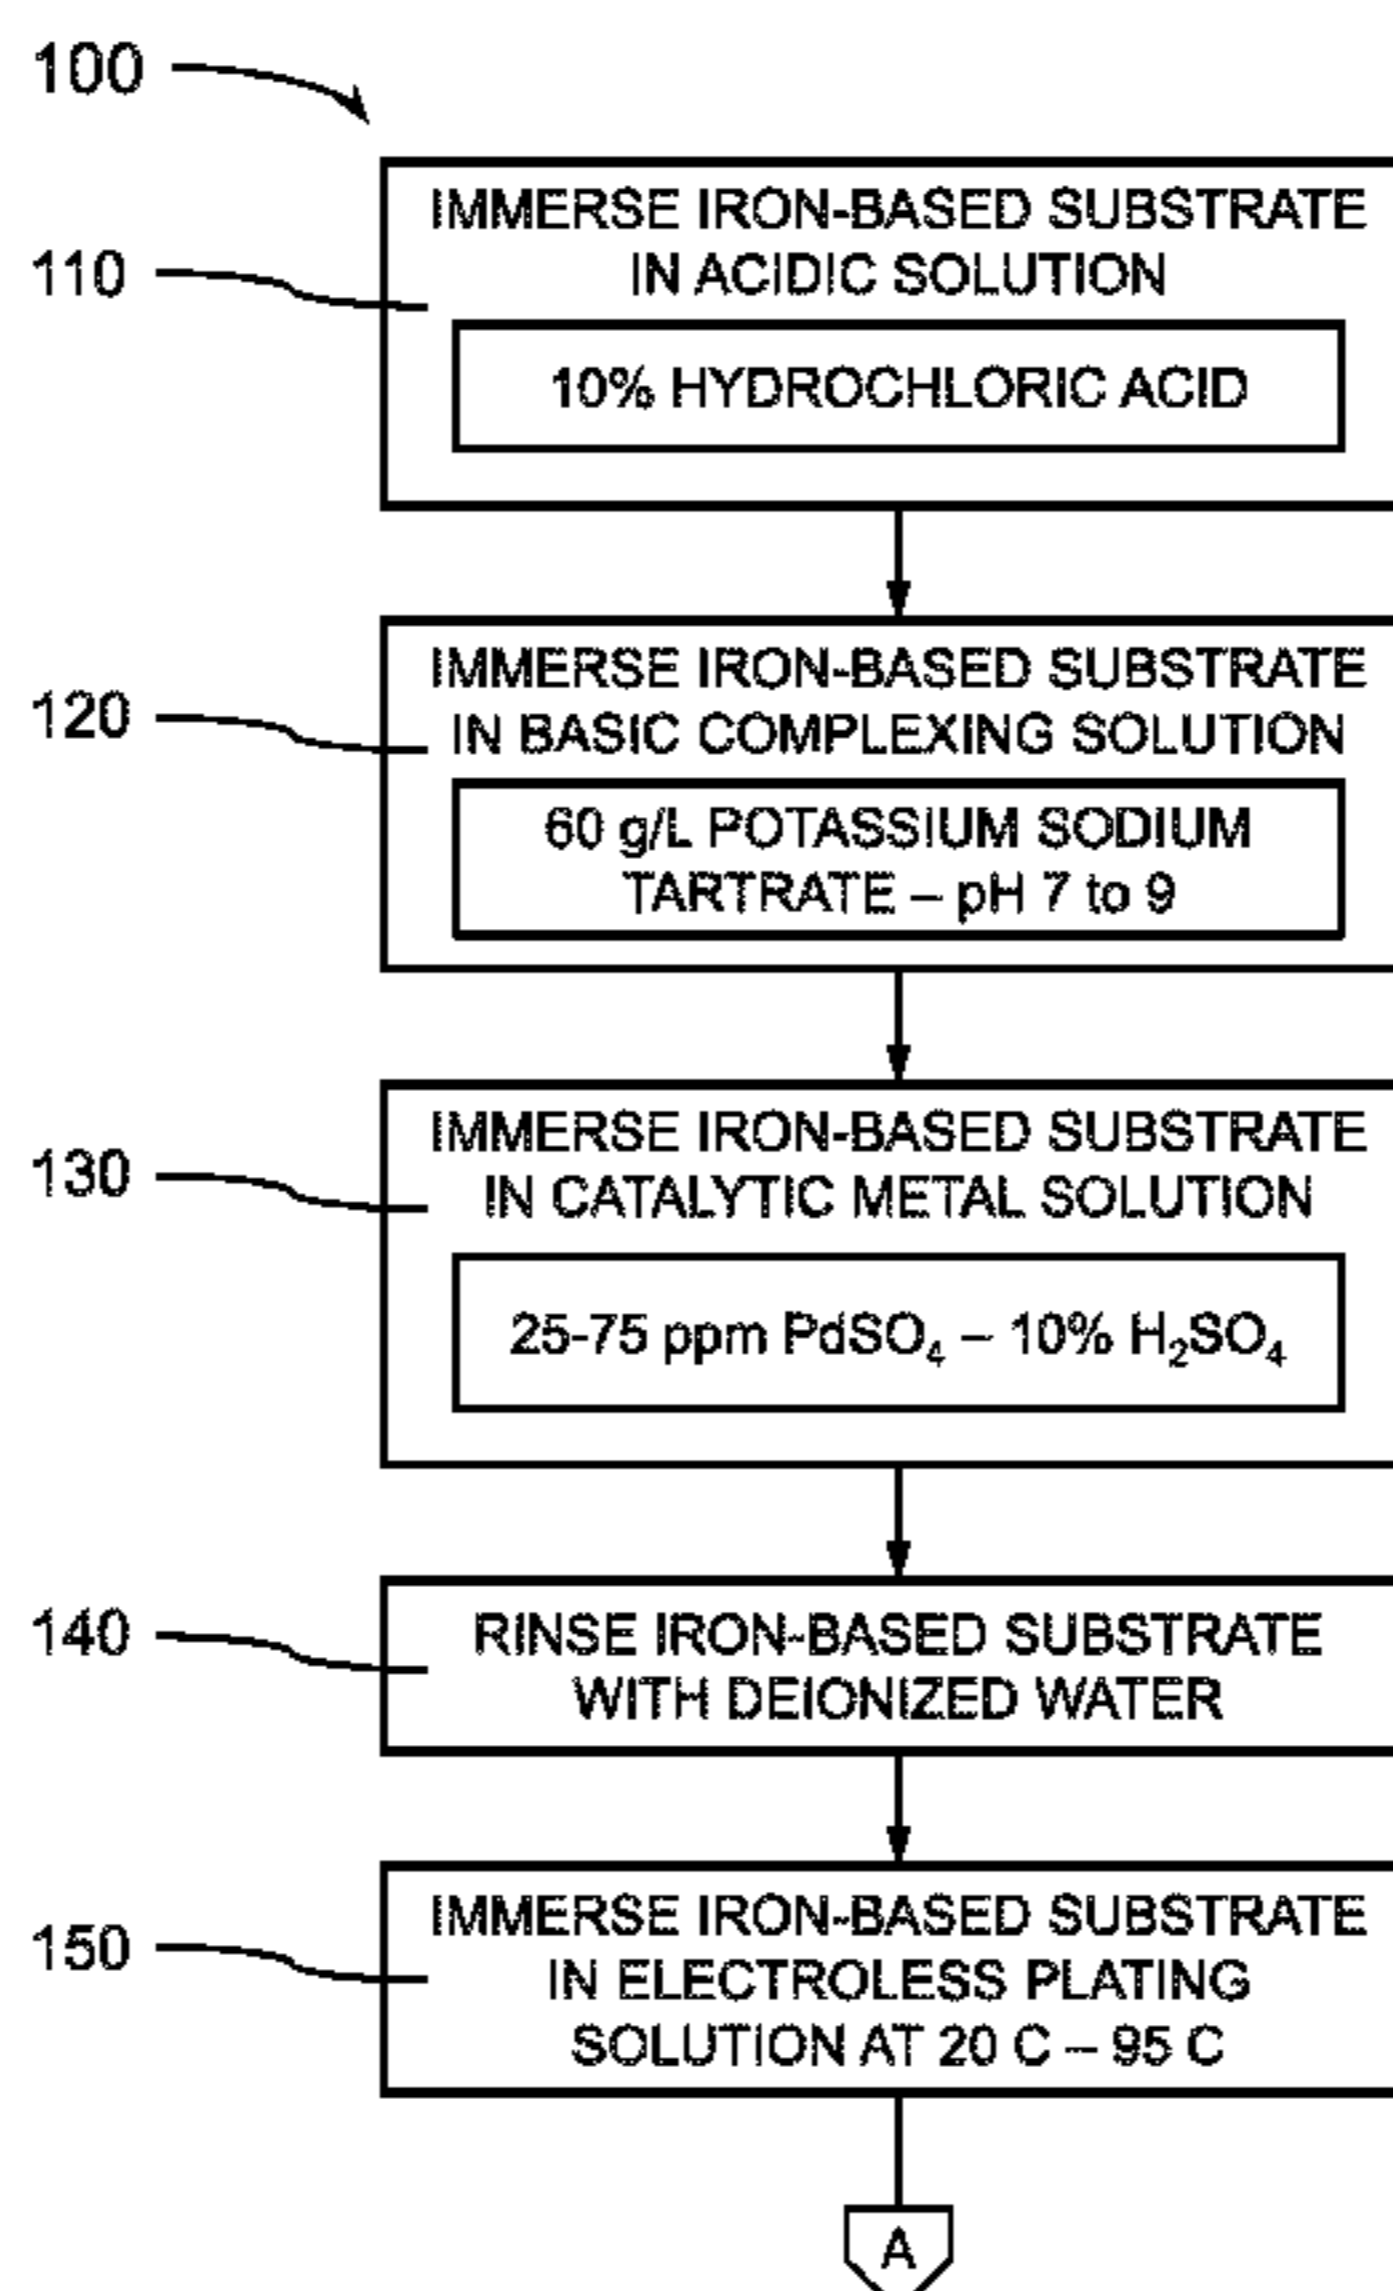 100
110
IMMERSE IRON-BASED SUBSTRATE
IN ACIDIC SOLUTION
10% HYDROCHLORIC ACID
120
IMMERSE IRON-BASED SUBSTRATE
IN BASIC COMPLEXING SOLUTION
60 g/L POTASSIUM SODIUM
TARTRATE – pH 7 to 9
130
IMMERSE IRON-BASED SUBSTRATE
IN CATALYTIC METAL SOLUTION
25-75 ppm PdSO₄ – 10% H₂SO₄
140
RINSE IRON-BASED SUBSTRATE
WITH DEIONIZED WATER
150
IMMERSE IRON-BASED SUBSTRATE
IN ELECTROLESS PLATING
SOLUTION AT 20 C – 95 C
A